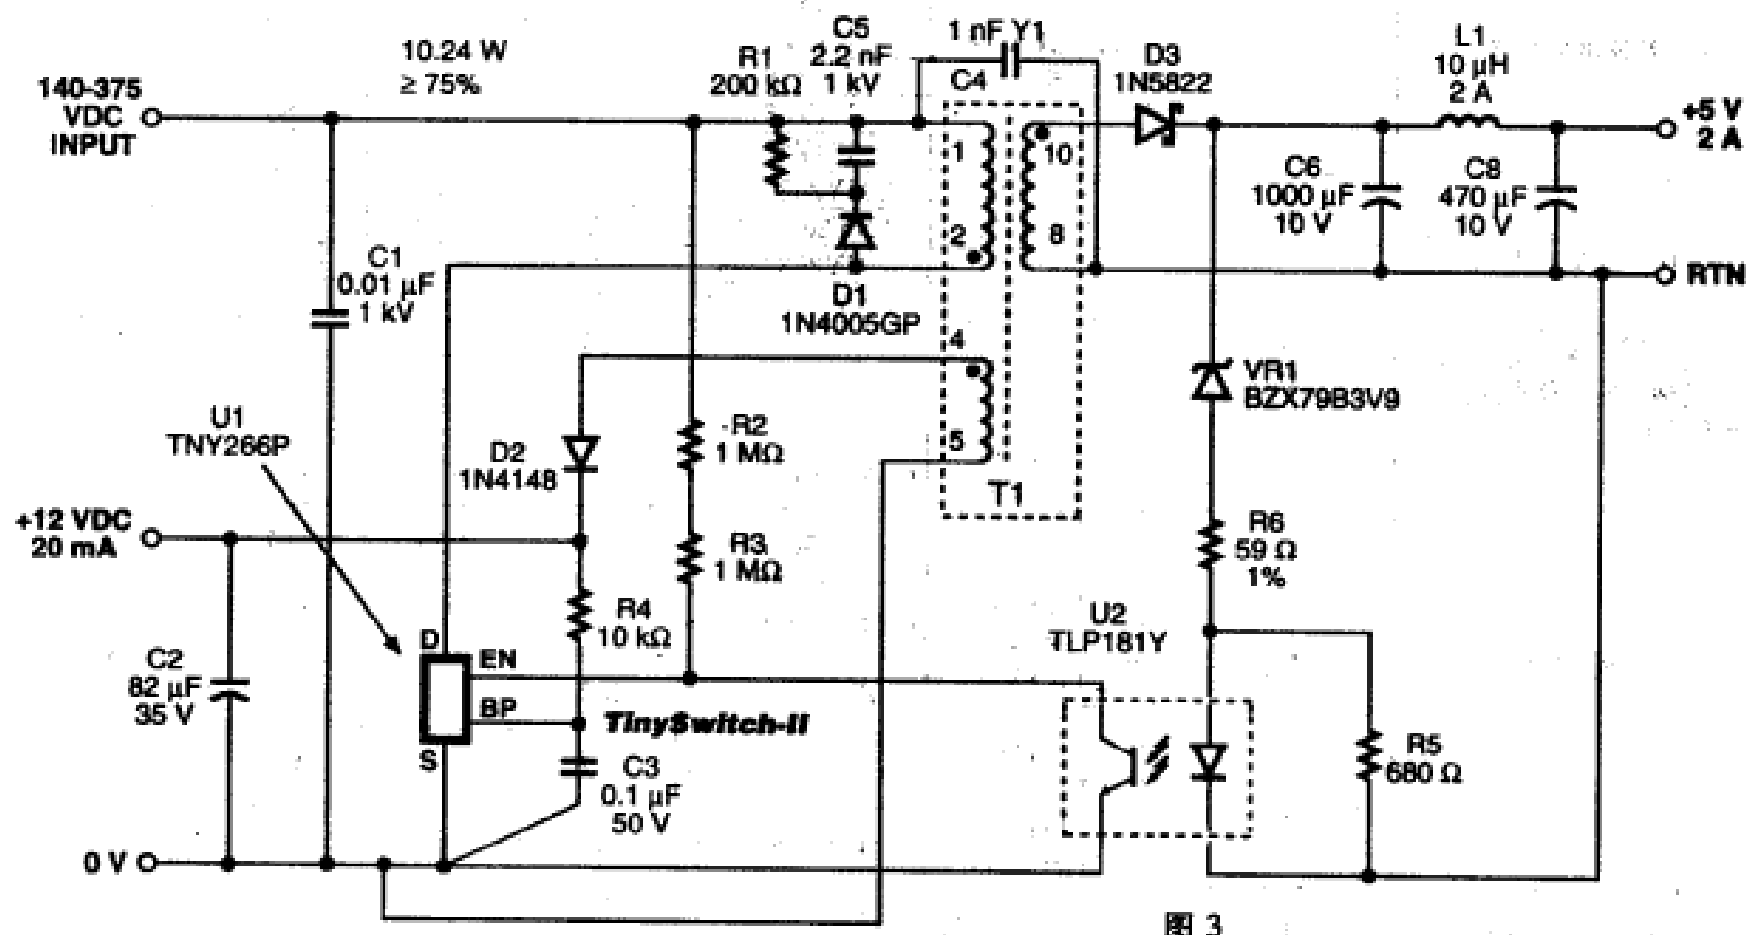 10.24 W
≥ 75%
140-375
VDC
INPUT
R1
200 kΩ
C5
2.2 nF
1 kV
1 nF Y1
C4
D3
1N5822
L1
10 µH
2 A
+5 V
2 A
1
2
10
8
C6
1000 µF
10 V
C8
470 µF
10 V
RTN
C1
0.01 µF
1 kV
D1
1N4005GP
4
5
T1
VR1
BZX79B3V9
U1
TNY266P
D2
1N4148
R2
1 MΩ
+12 VDC
20 mA
R3
1 MΩ
R6
59 Ω
1%
R4
10 kΩ
U2
TLP181Y
D
EN
BP
S
TinySwitch-II
C2
82 µF
35 V
C3
0.1 µF
50 V
R5
680 Ω
0 V
图 3